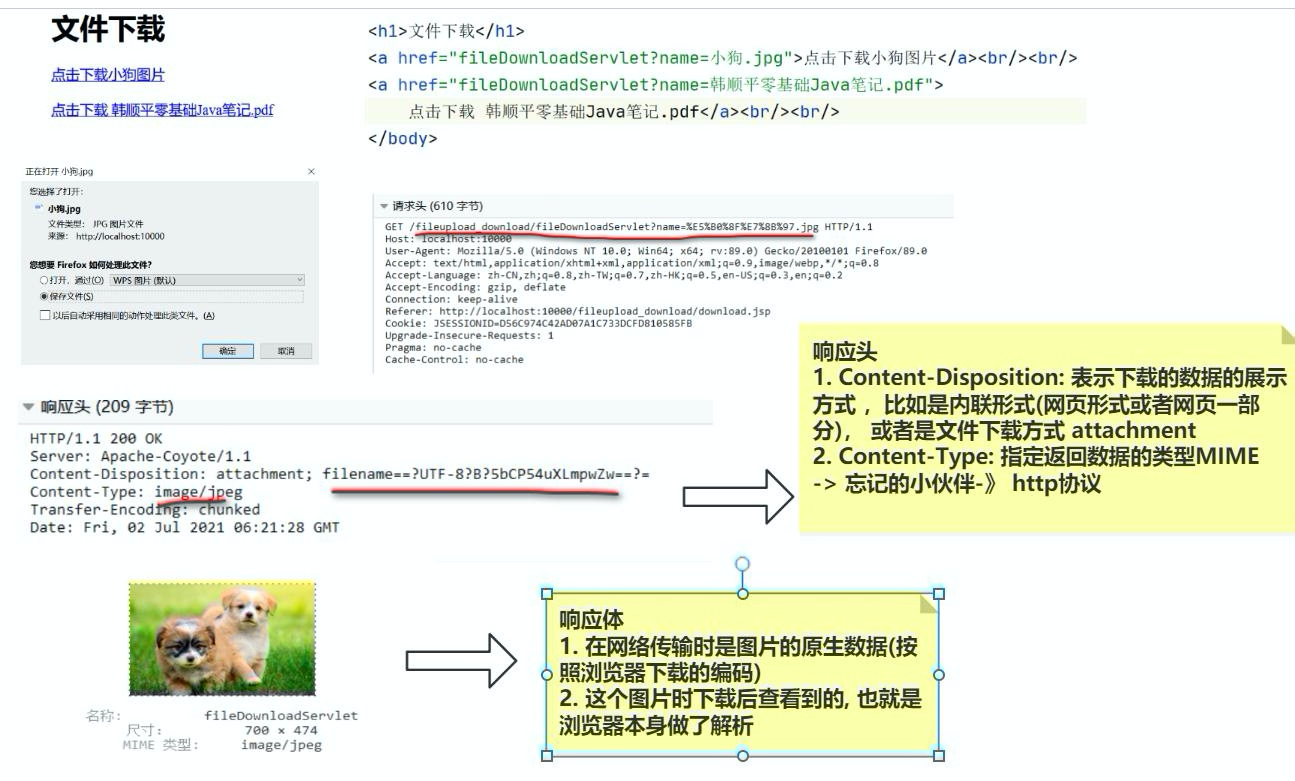 文件下载
点击下载小狗图片
点击下载 韩顺平零基础Java笔记.pdf
<h1>文件下载</h1>
<a href="fileDownloadServlet?name=小狗.jpg">点击下载小狗图片</a><br/><br/>
<a href="fileDownloadServlet?name=韩顺平零基础Java笔记.pdf">
点击下载 韩顺平零基础Java笔记.pdf</a><br/><br/>
</body>
正在打开 小狗.jpg
您选择了打开:
小狗.jpg
文件类型: JPG 图片文件
来源: http://localhost:10000
您想要 Firefox 如何处理此文件?
打开，通过(O) WPS 图片 (默认)
保存文件(S)
以后自动采用相同的动作处理此类文件。(A)
确定 取消
请求头 (610 字节)
GET /fileupload_download/fileDownloadServlet?name=%E5%B0%8F%E7%8B%97.jpg HTTP/1.1
Host: localhost:10000
User-Agent: Mozilla/5.0 (Windows NT 10.0; Win64; x64; rv:89.0) Gecko/20100101 Firefox/89.0
Accept: text/html,application/xhtml+xml,application/xml;q=0.9,image/webp,*/*;q=0.8
Accept-Language: zh-CN,zh;q=0.8,zh-TW;q=0.7,zh-HK;q=0.5,en-US;q=0.3,en;q=0.2
Accept-Encoding: gzip, deflate
Connection: keep-alive
Referer: http://localhost:10000/fileupload_download/download.jsp
Cookie: JSESSIONID=D56C974C42AD07A1C733DCFD810585FB
Upgrade-Insecure-Requests: 1
Pragma: no-cache
Cache-Control: no-cache
响应头 (209 字节)
HTTP/1.1 200 OK
Server: Apache-Coyote/1.1
Content-Disposition: attachment; filename==?UTF-8?B?5bCP54uXLmpwZw==?=
Content-Type: image/jpeg
Transfer-Encoding: chunked
Date: Fri, 02 Jul 2021 06:21:28 GMT
响应头
1. Content-Disposition: 表示下载的数据的展示
方式 ，比如是内联形式(网页形式或者网页一部
分)， 或者是文件下载方式 attachment
2. Content-Type: 指定返回数据的类型MIME
-> 忘记的小伙伴-》 http协议
名称: fileDownloadServlet
尺寸: 700 × 474
MIME 类型: image/jpeg
响应体
1. 在网络传输时是图片的原生数据(按
照浏览器下载的编码)
2. 这个图片时下载后查看到的, 也就是
浏览器本身做了解析